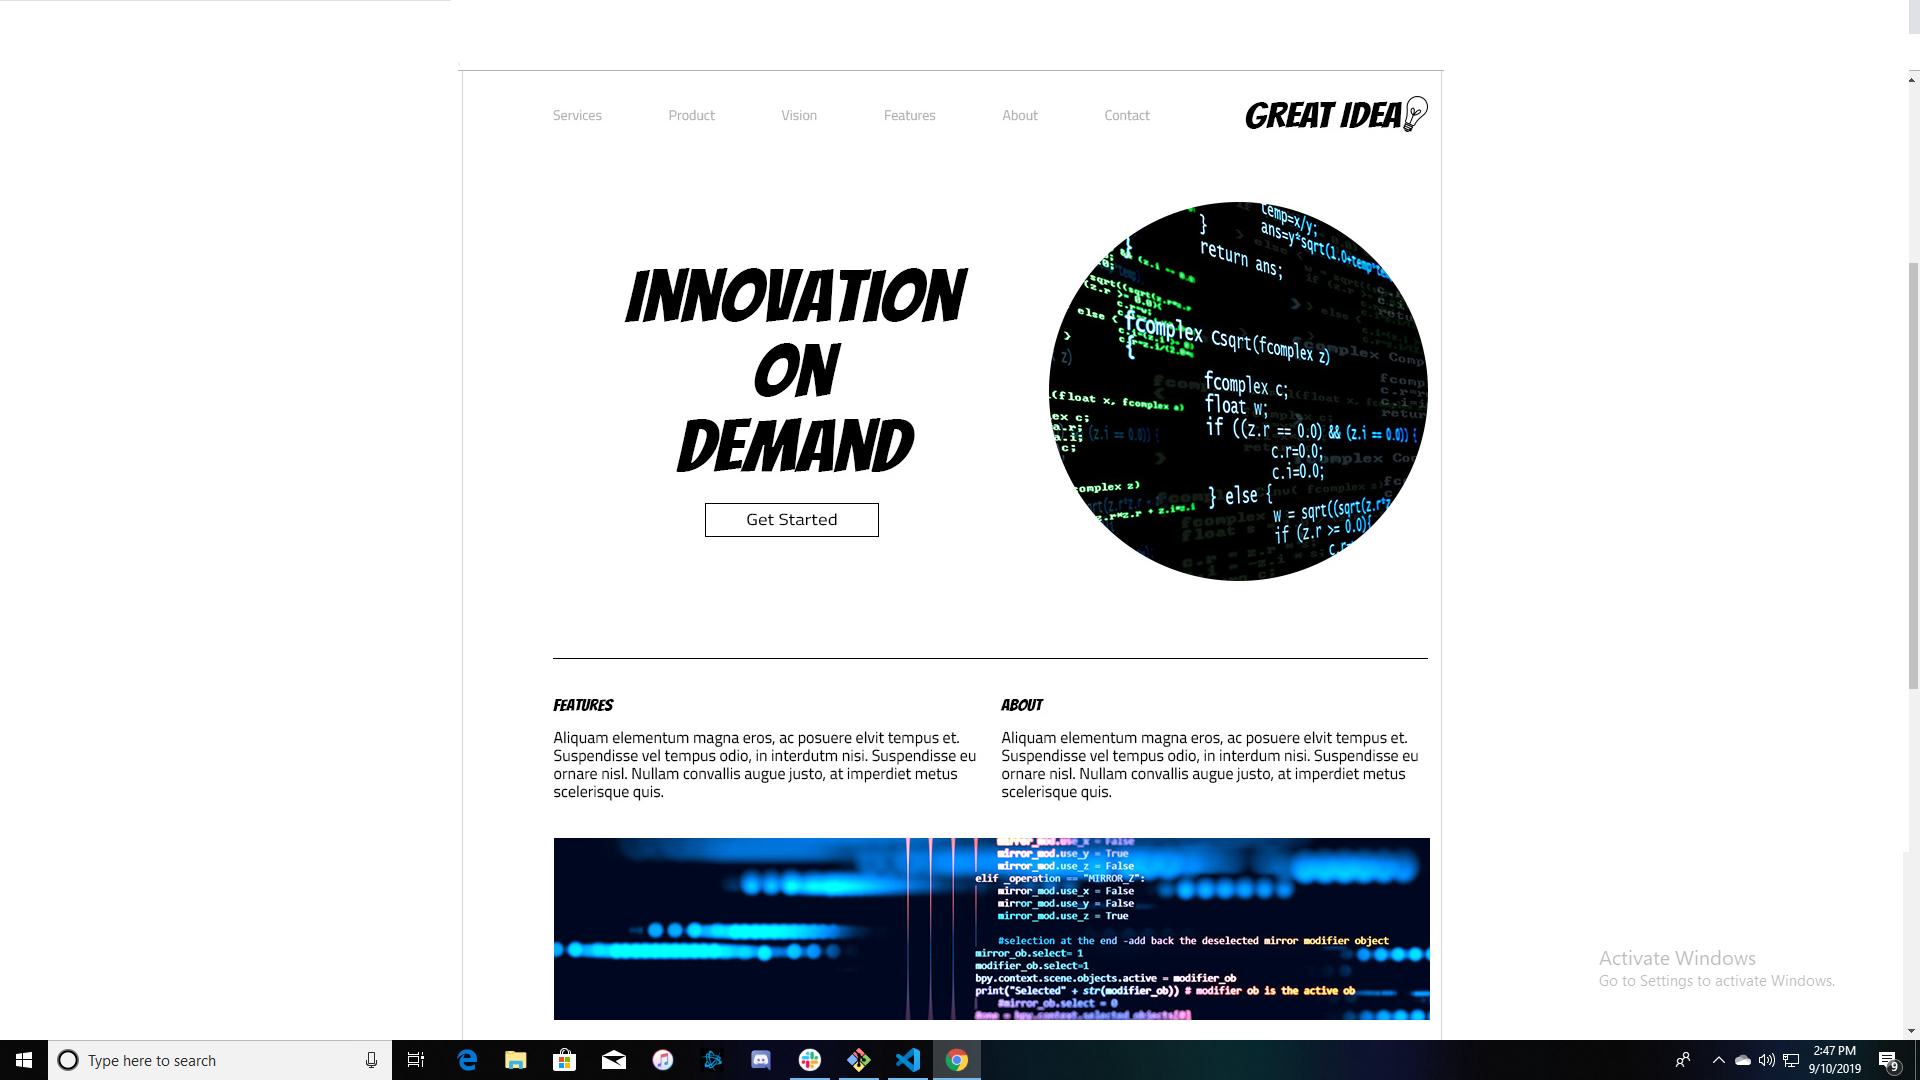 Services Product Vision Features About Contact GREAT IDEA
INNOVATION
ON
DEMAND
Get Started
temp=x/y;
ans=y*sqrt(1.0+temp*te
}
return ans;
fcomplex Csqrt(fcomplex z)
{
fcomplex c;
float w;
if ((z.r == 0.0) && (z.i == 0.0)) {
c.r=0.0;
c.i=0.0;
} else {
w = sqrt((sqrt(z.r*
if (z.r >= 0.0){
FEATURES
Aliquam elementum magna eros, ac posuere elvit tempus et.
Suspendisse vel tempus odio, in interdutm nisi. Suspendisse eu
ornare nisl. Nullam convallis augue justo, at imperdiet metus
scelerisque quis.
ABOUT
Aliquam elementum magna eros, ac posuere elvit tempus et.
Suspendisse vel tempus odio, in interdum nisi. Suspendisse eu
ornare nisl. Nullam convallis augue justo, at imperdiet metus
scelerisque quis.
mirror_mod.use_x = False
mirror_mod.use_y = True
mirror_mod.use_z = False
elif _operation == "MIRROR_Z":
mirror_mod.use_x = False
mirror_mod.use_y = False
mirror_mod.use_z = True
#selection at the end -add back the deselected mirror modifier object
mirror_ob.select= 1
modifier_ob.select=1
bpy.context.scene.objects.active = modifier_ob
print("Selected" + str(modifier_ob)) # modifier ob is the active ob
#mirror_ob.select = 0
bpy.context.selected_objects[0]
Activate Windows
Go to Settings to activate Windows.
Type here to search
2:47 PM
9/10/2019
9